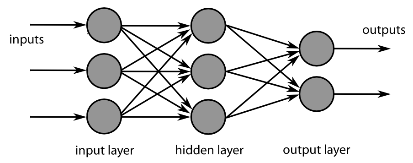 inputs
outputs
input layer
hidden layer
output layer